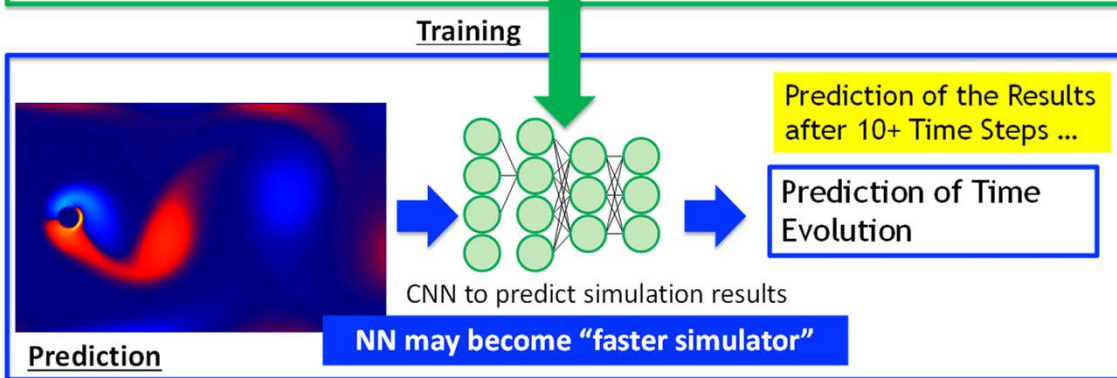 Training
Prediction of the Results
after 10+ Time Steps ...
Prediction of Time
Evolution
CNN to predict simulation results
NN may become “faster simulator”
Prediction